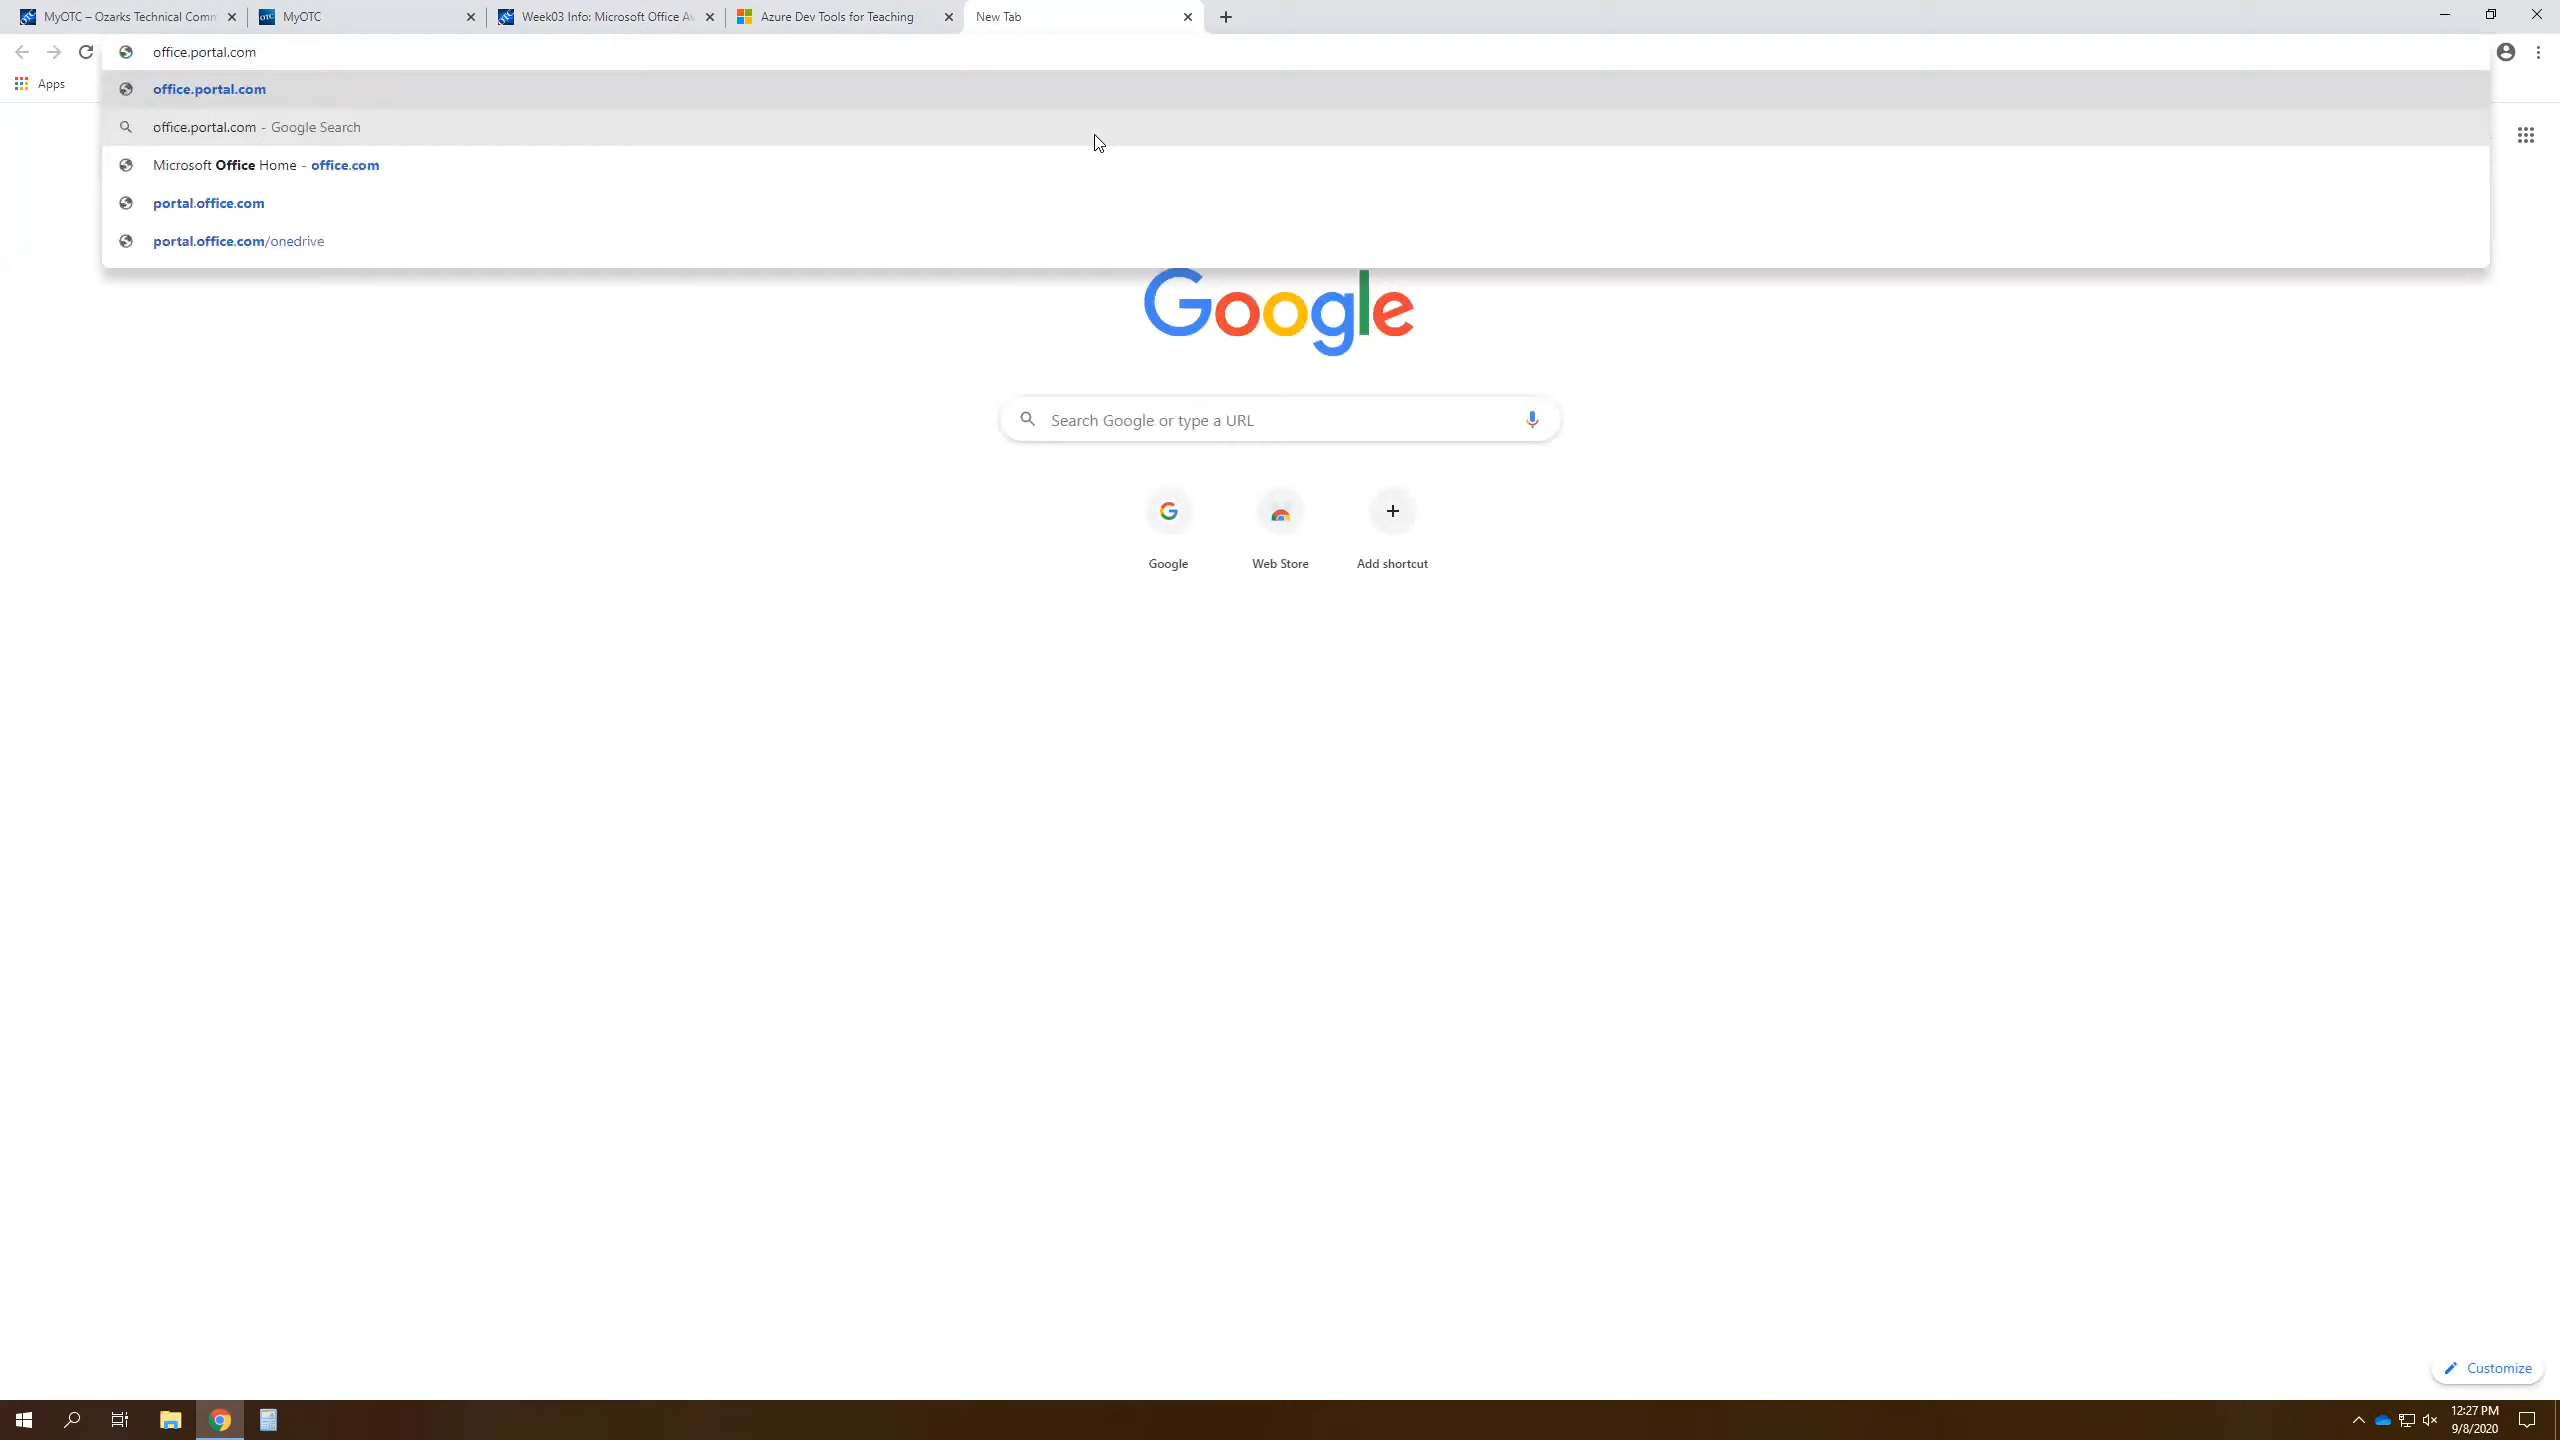 MyOTC – Ozarks Technical Comm
MyOTC
Week03 Info: Microsoft Office Av
Azure Dev Tools for Teaching
New Tab
office.portal.com
Apps
office.portal.com
office.portal.com - Google Search
Microsoft Office Home - office.com
portal.office.com
portal.office.com/onedrive
Google
Search Google or type a URL
Google
Web Store
Add shortcut
Customize
12:27 PM
9/8/2020